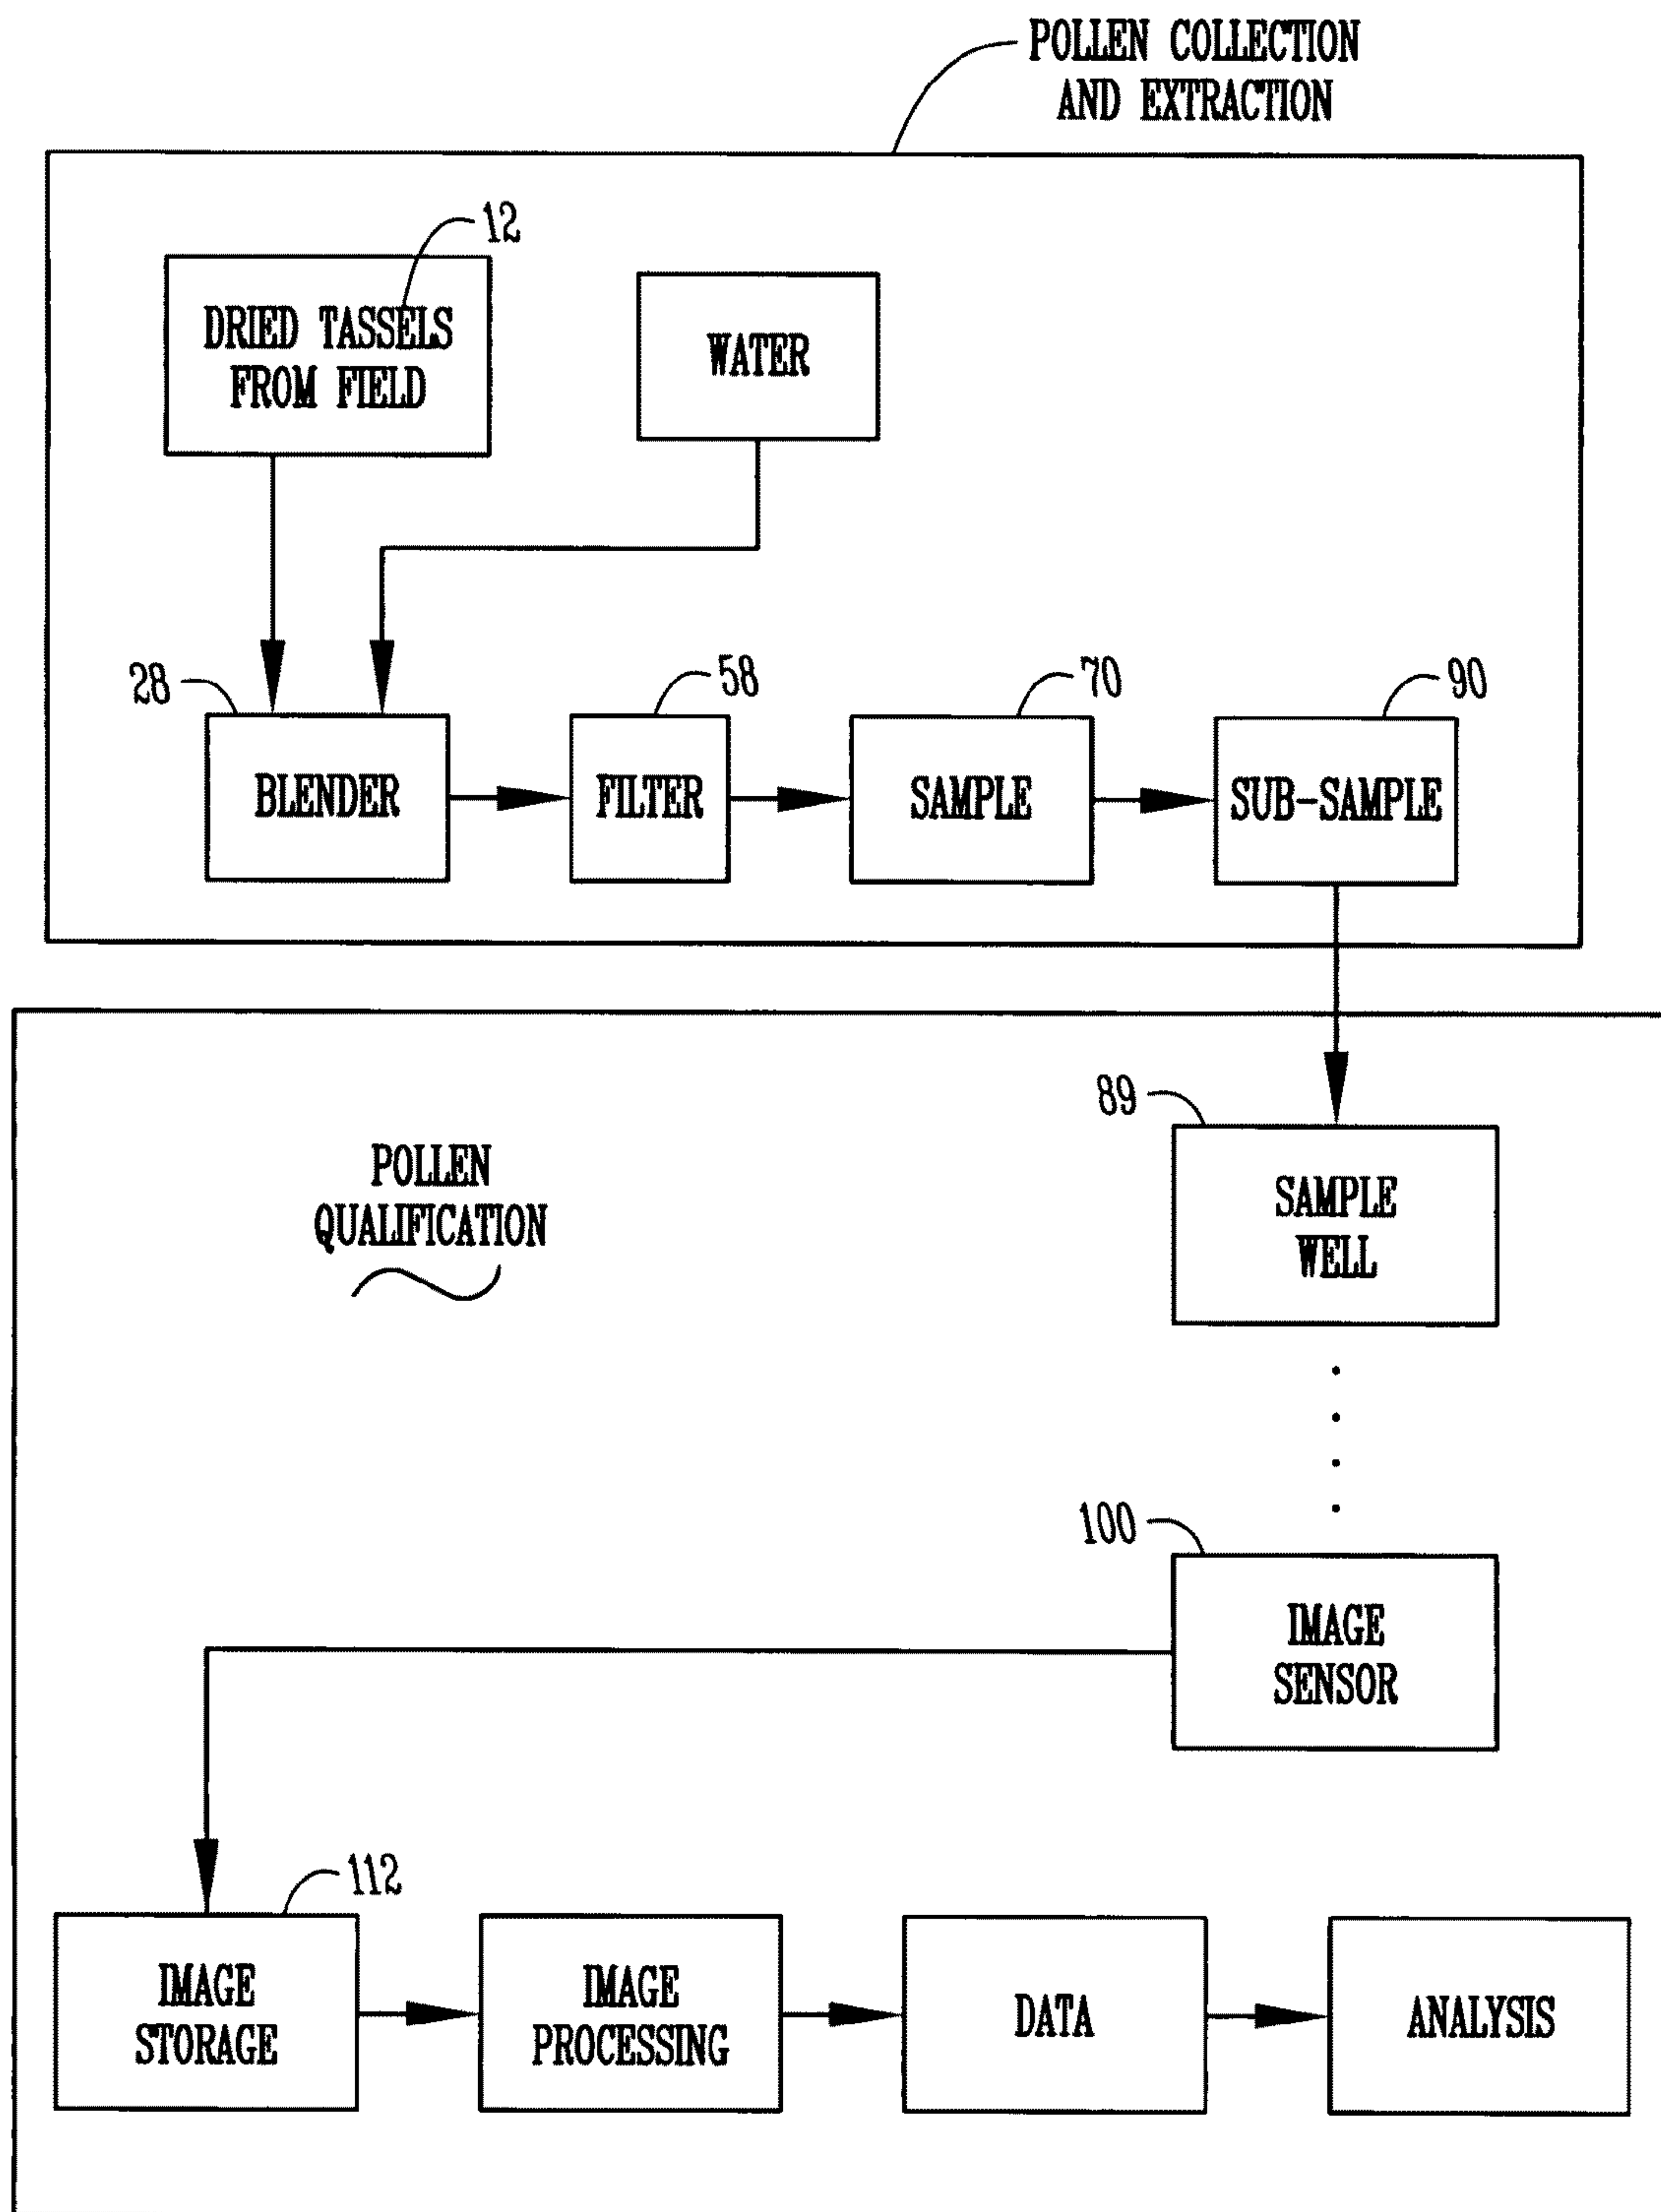 POLLEN COLLECTION
AND EXTRACTION
12
DRIED TASSELS
FROM FIELD
WATER
28
58
70
90
BLENDER
FILTER
SAMPLE
SUB-SAMPLE
89
POLLEN
QUALIFICATION
SAMPLE
WELL
100
IMAGE
SENSOR
112
IMAGE
STORAGE
IMAGE
PROCESSING
DATA
ANALYSIS